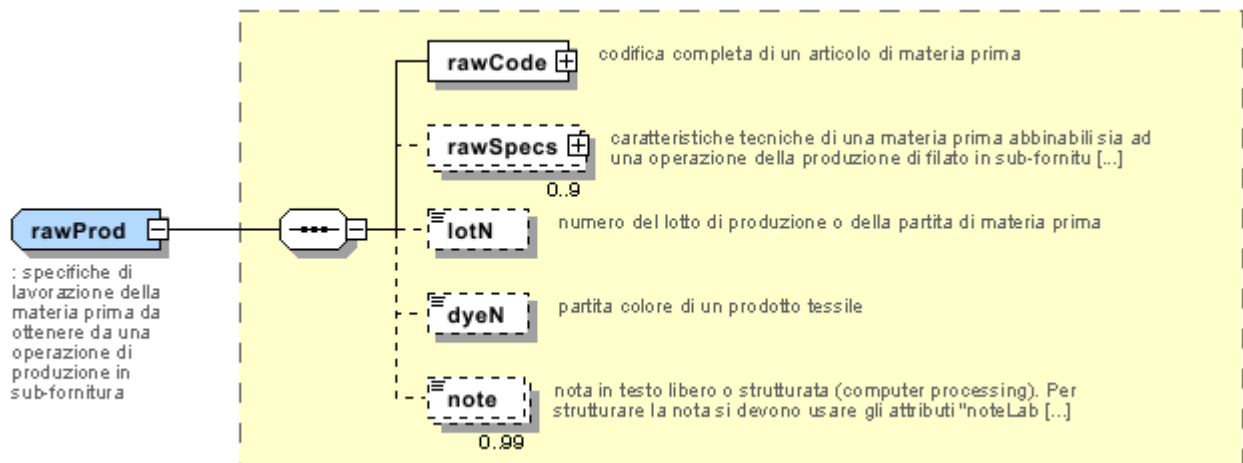 rawCode
codifica completa di un articolo di materia prima
rawSpecs
caratteristiche tecniche di una materia prima abbinabili sia ad
una operazione della produzione di filato in sub-fornitu [...]
0..9
rawProd
: specifiche di
lavorazione della
materia prima da
ottenere da una
operazione di
produzione in
sub-fornitura
lotN
numero del lotto di produzione o della partita di materia prima
dyeN
partita colore di un prodotto tessile
note
nota in testo libero o strutturata (computer processing). Per
strutturare la nota si devono usare gli attributi "noteLab [...]
0..99